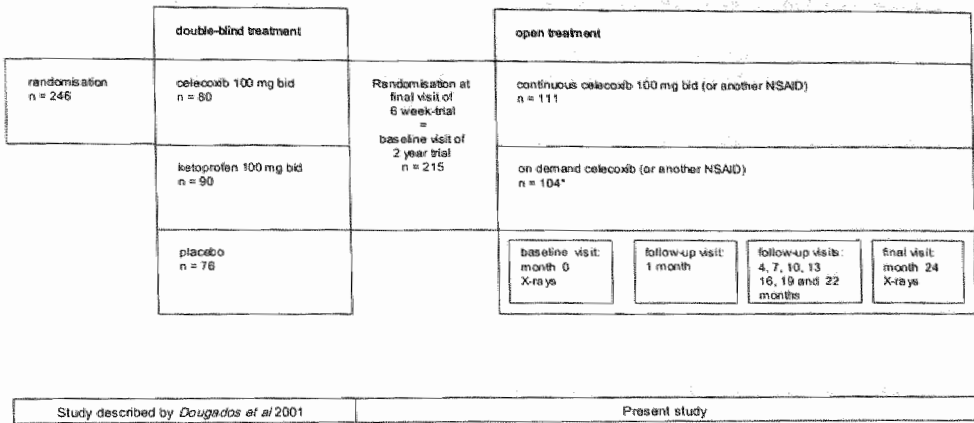 double-blind treatment
open treatment
randomisation
n = 246
celecoxib 100 mg bid
n = 80
Randomisation at
final visit of
6 week-trial
=
baseline visit of
2 year trial
n = 215
continuous celecoxib 100 mg bid (or another NSAID)
n = 111
ketoprofen 100 mg bid
n = 90
on demand celecoxib (or another NSAID)
n = 104*
placebo
n = 76
baseline visit:
month 0
X-rays
follow-up visit:
1 month
follow-up visits:
4, 7, 10, 13
16, 19 and 22
months
final visit:
month 24
X-rays
Study described by Dougados et al 2001
Present study